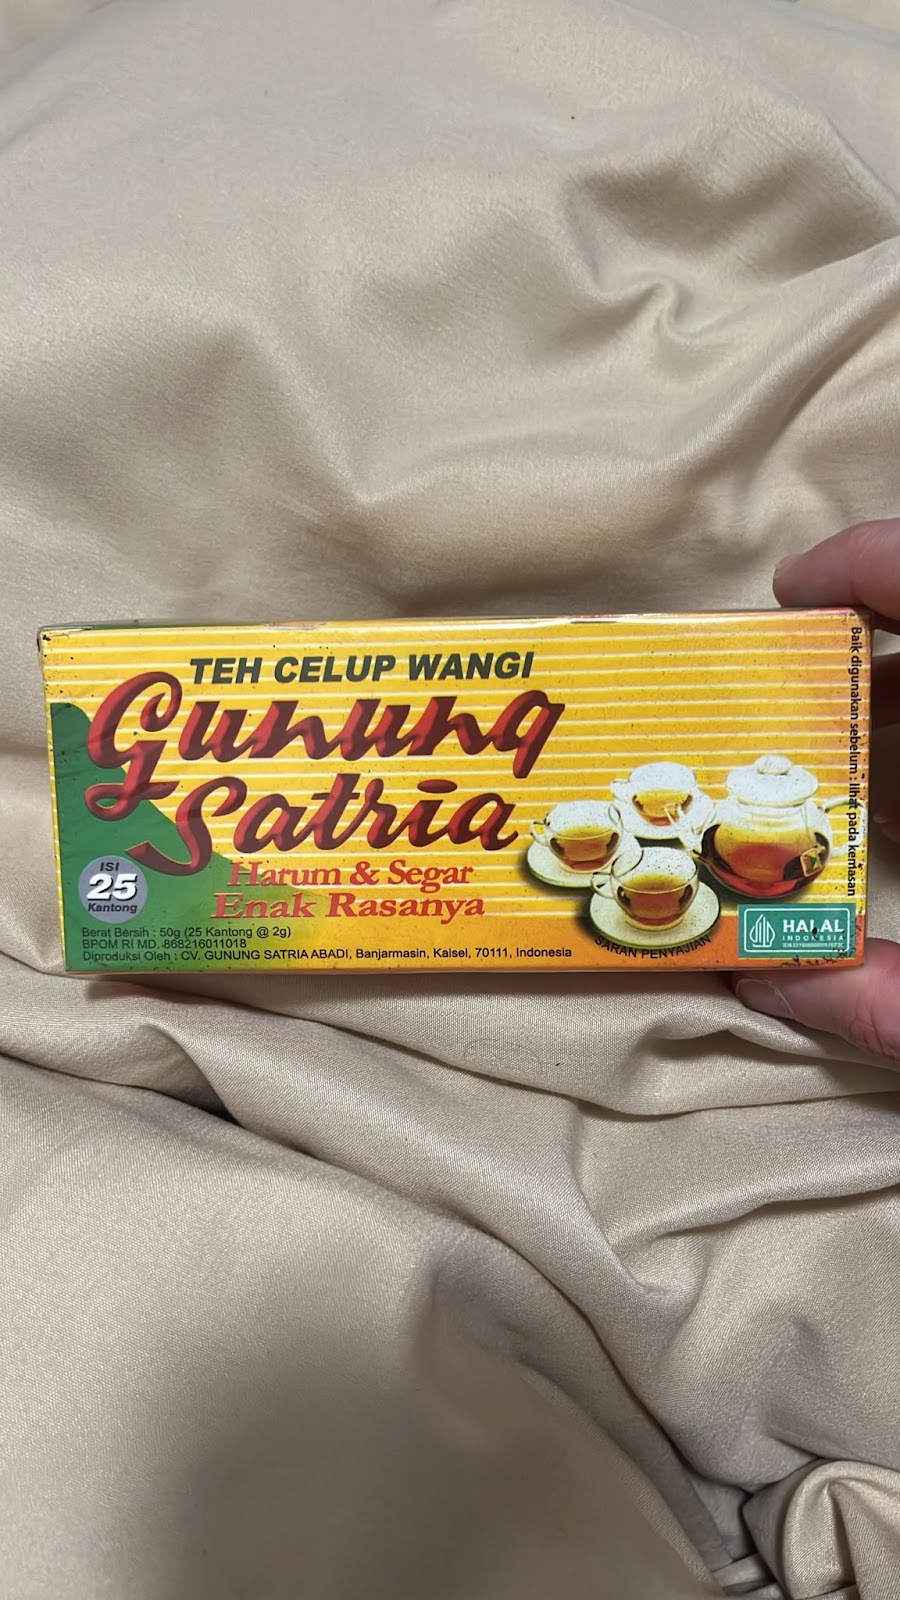 TEH CELUP WANGI
Gunung
Satria
Harum & Segar
Enak Rasanya
ISI
25
Kantong
Berat Bersih : 50g (25 Kantong @ 2g)
BPOM RI MD. 868216011018
Diproduksi Oleh : CV. GUNUNG SATRIA ABADI, Banjarmasin, Kalsel, 70111, Indonesia
SARAN PENYAJIAN
HALAL
INDONESIA
Baik digunakan sebelum : lihat pada kemasan